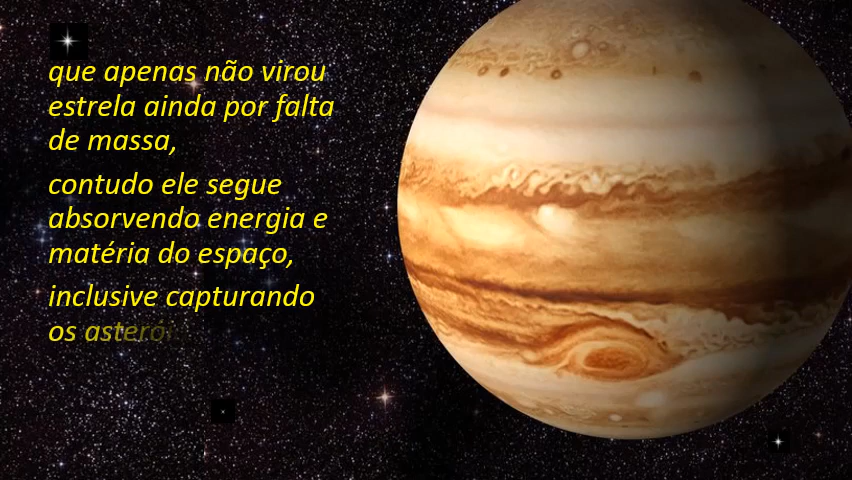 que apenas não virou
estrela ainda por falta
de massa,
contudo ele segue
absorvendo energia e
matéria do espaço,
inclusive capturando
os